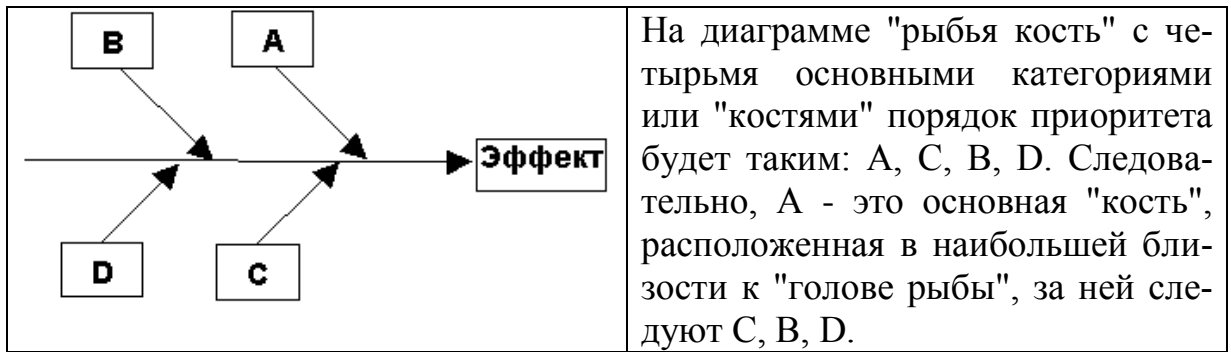 B
A
Эффект
D
C
На диаграмме "рыбья кость" с че-
тырьмя основными категориями
или "костями" порядок приоритета
будет таким: A, C, B, D. Следова-
тельно, A - это основная "кость",
расположенная в наибольшей бли-
зости к "голове рыбы", за ней сле-
дуют C, B, D.